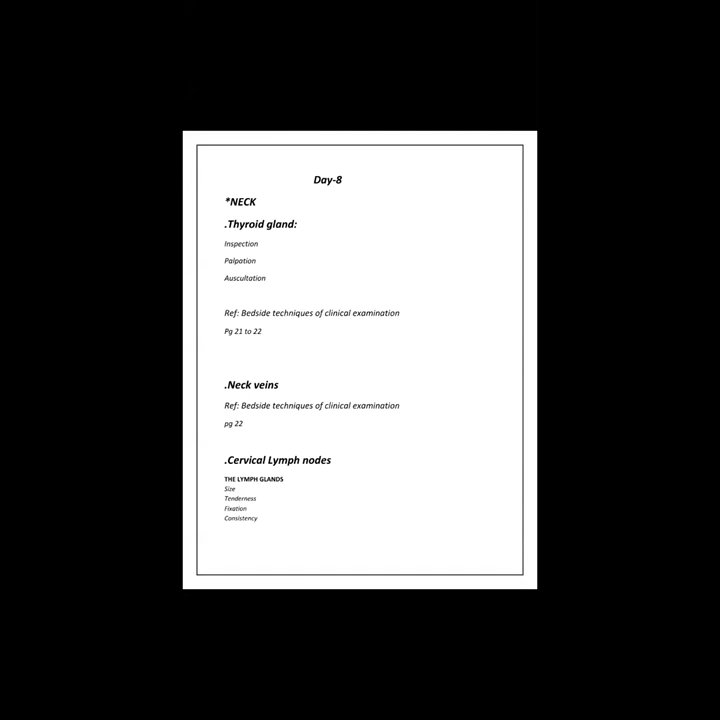 Day-8
*NECK
.Thyroid gland:
Inspection
Palpation
Auscultation
Ref: Bedside techniques of clinical examination
Pg 21 to 22
.Neck veins
Ref: Bedside techniques of clinical examination
pg 22
.Cervical Lymph nodes
THE LYMPH GLANDS
Size
Tenderness
Fixation
Consistency